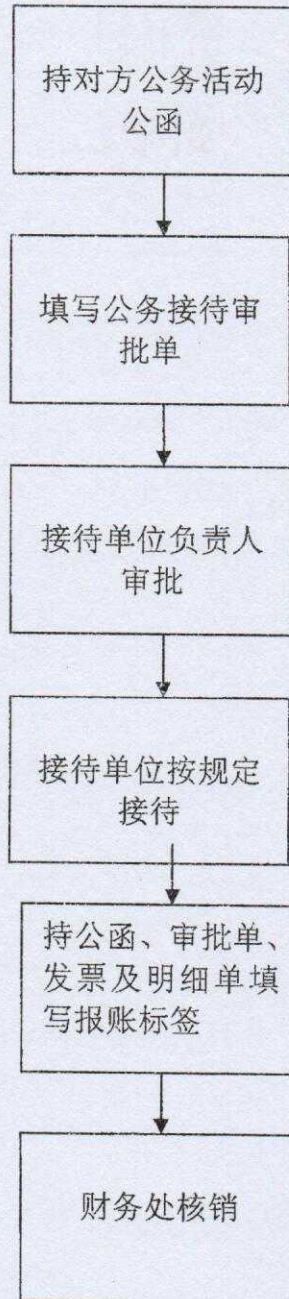 持对方公务活动
公函
填写公务接待审
批单
接待单位负责人
审批
接待单位按规定
接待
持公函、审批单、
发票及明细单填
写报账标签
财务处核销